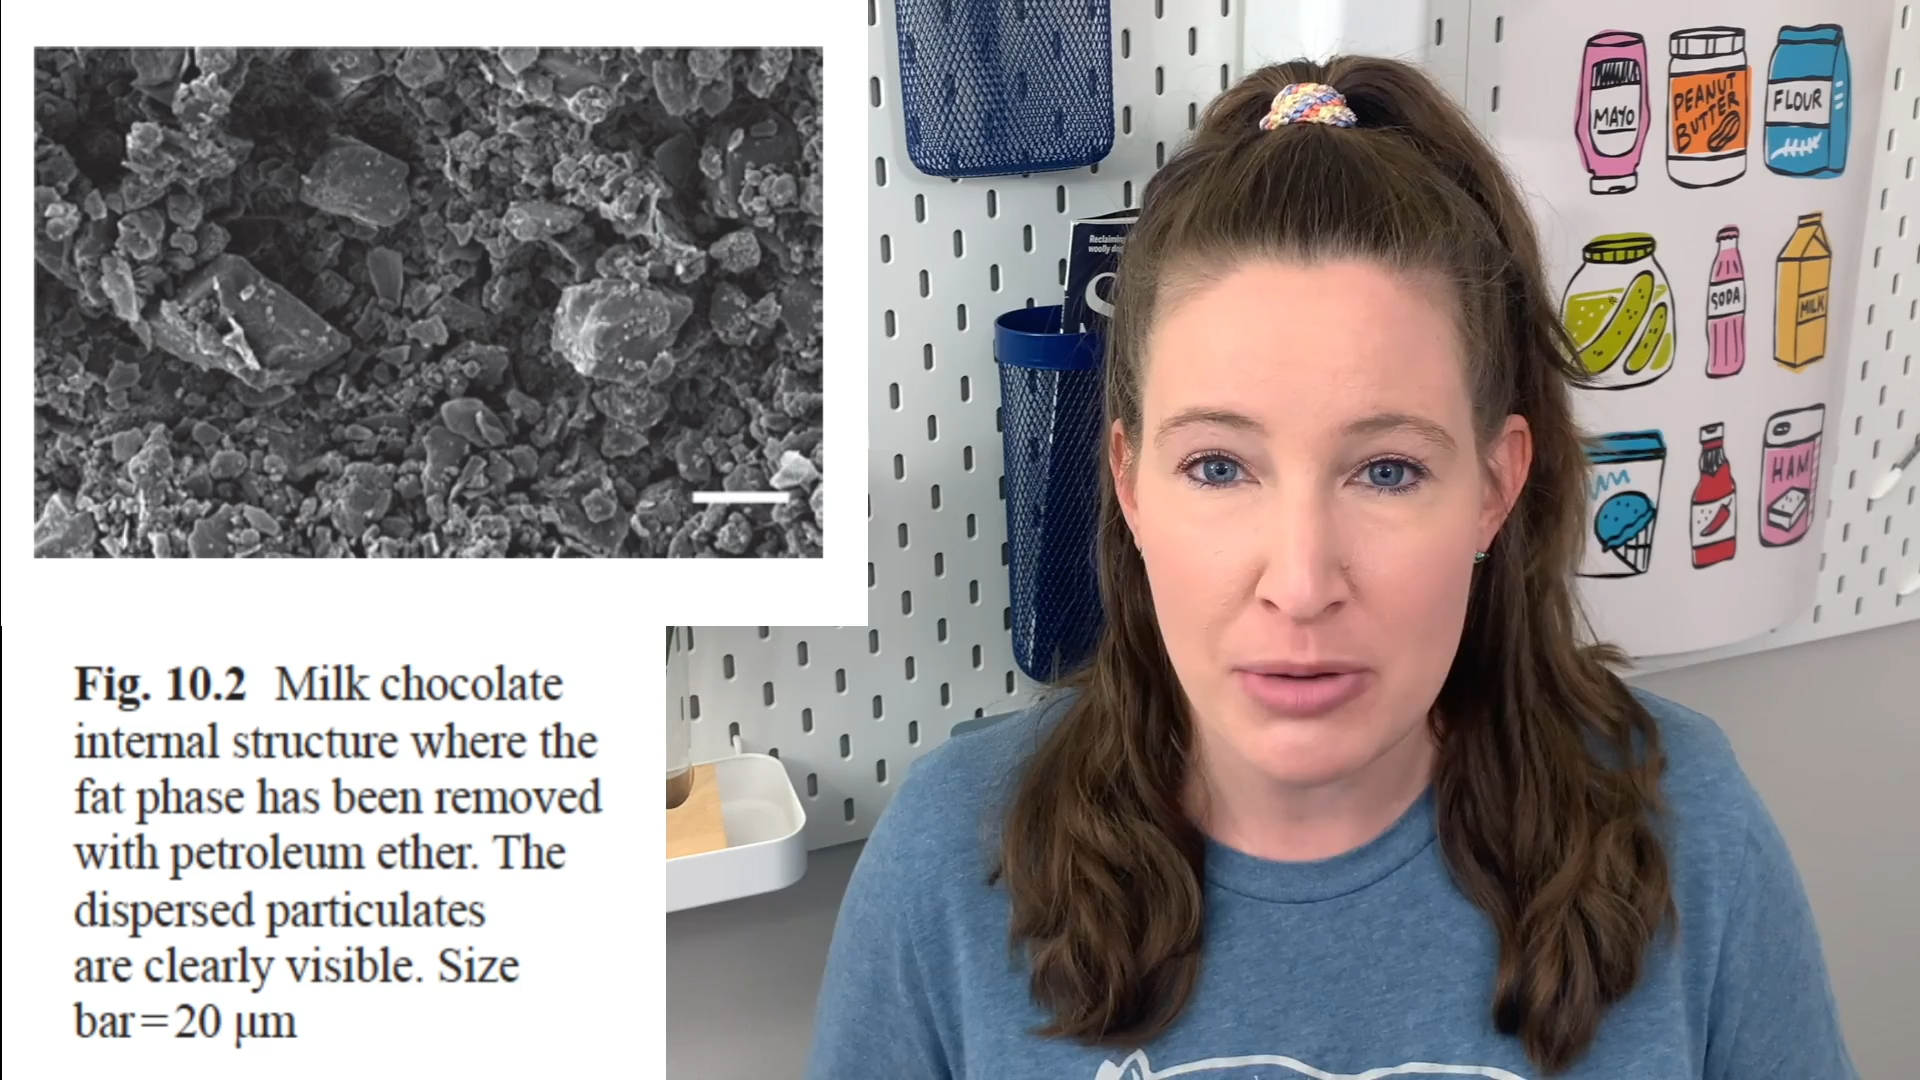 Fig. 10.2 Milk chocolate
internal structure where the
fat phase has been removed
with petroleum ether. The
dispersed particulates
are clearly visible. Size
bar=20 μm
Reclaiming
MAYO
PEANUT
BUTTER
FLOUR
SODA
MILK
HAM